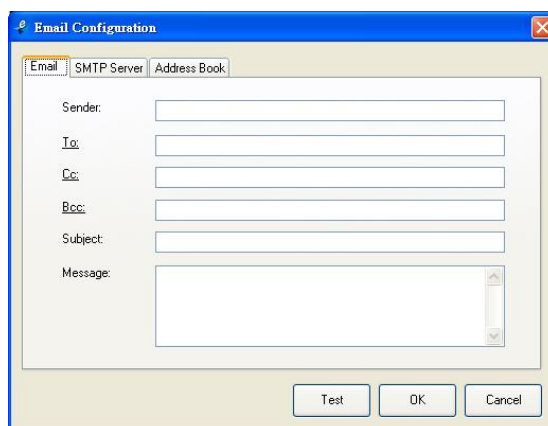 Email Configuration
Email SMTP Server Address Book
Sender:
To:
Cc:
Bcc:
Subject:
Message:
Test OK Cancel